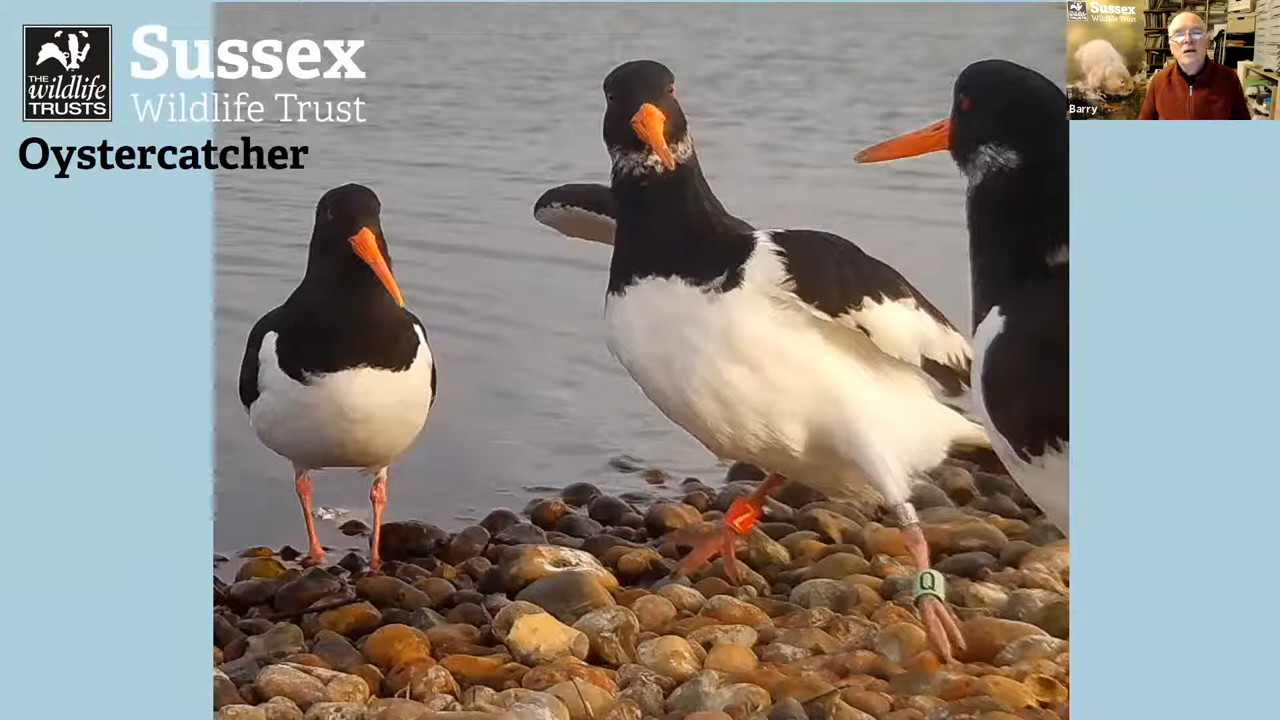 THE
wildlife
TRUSTS
Sussex
Wildlife Trust
Oystercatcher
Sussex
Wildlife Trust
Barry
Q